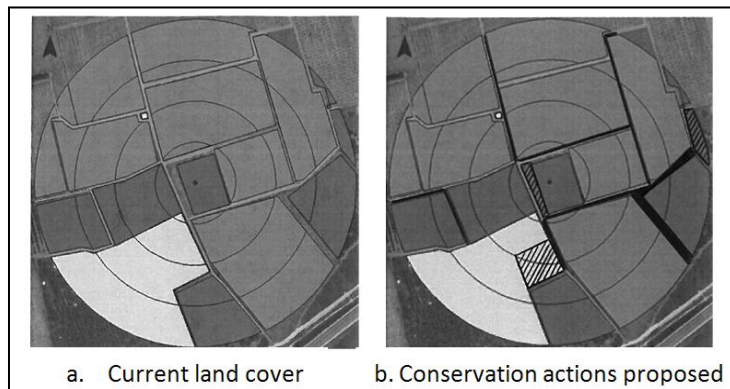 a. Current land cover
b. Conservation actions proposed